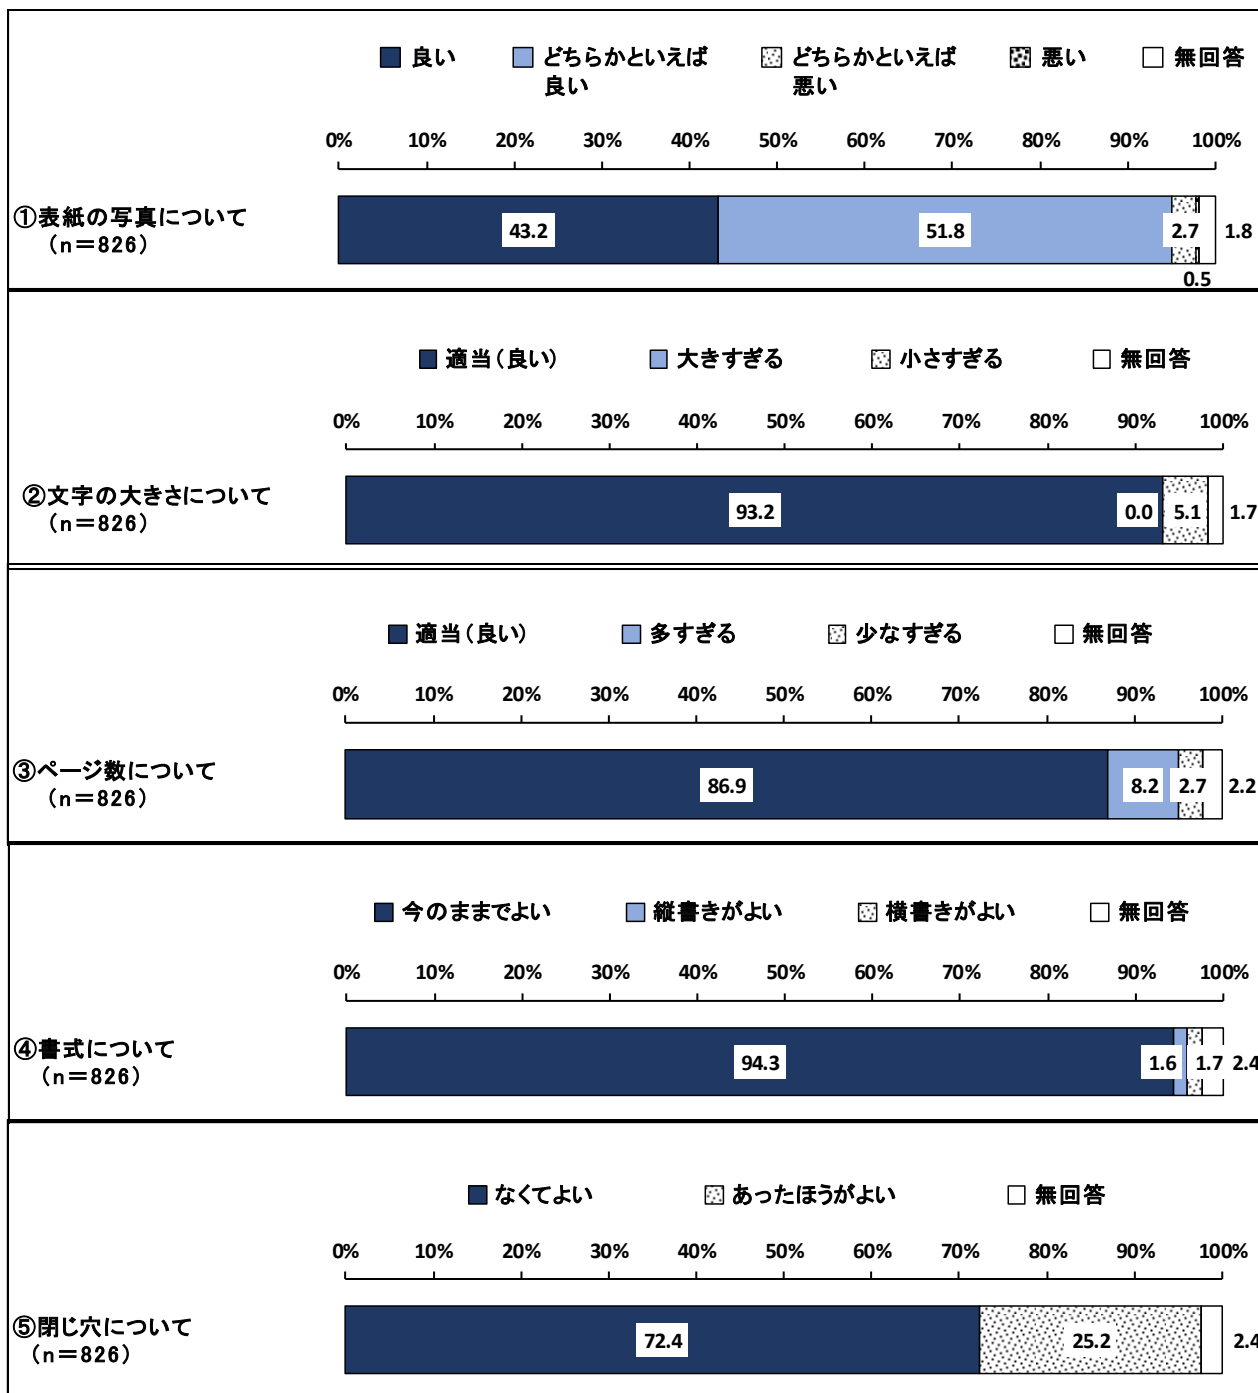 良い どちらかといえば どちらかといえば 悪い 無回答
良い 悪い
0% 10% 20% 30% 40% 50% 60% 70% 80% 90% 100%
①表紙の写真について
(n=826)
43.2 51.8 2.7 1.8
0.5
適当(良い) 大きすぎる 小さすぎる 無回答
0% 10% 20% 30% 40% 50% 60% 70% 80% 90% 100%
②文字の大きさについて
(n=826)
93.2 0.0 5.1 1.7
適当(良い) 多すぎる 少なすぎる 無回答
0% 10% 20% 30% 40% 50% 60% 70% 80% 90% 100%
③ページ数について
(n=826)
86.9 8.2 2.7 2.2
今のままでよい 縦書きがよい 横書きがよい 無回答
0% 10% 20% 30% 40% 50% 60% 70% 80% 90% 100%
④書式について
(n=826)
94.3 1.6 1.7 2.4
なくてよい あったほうがよい 無回答
0% 10% 20% 30% 40% 50% 60% 70% 80% 90% 100%
⑤閉じ穴について
(n=826)
72.4 25.2 2.4